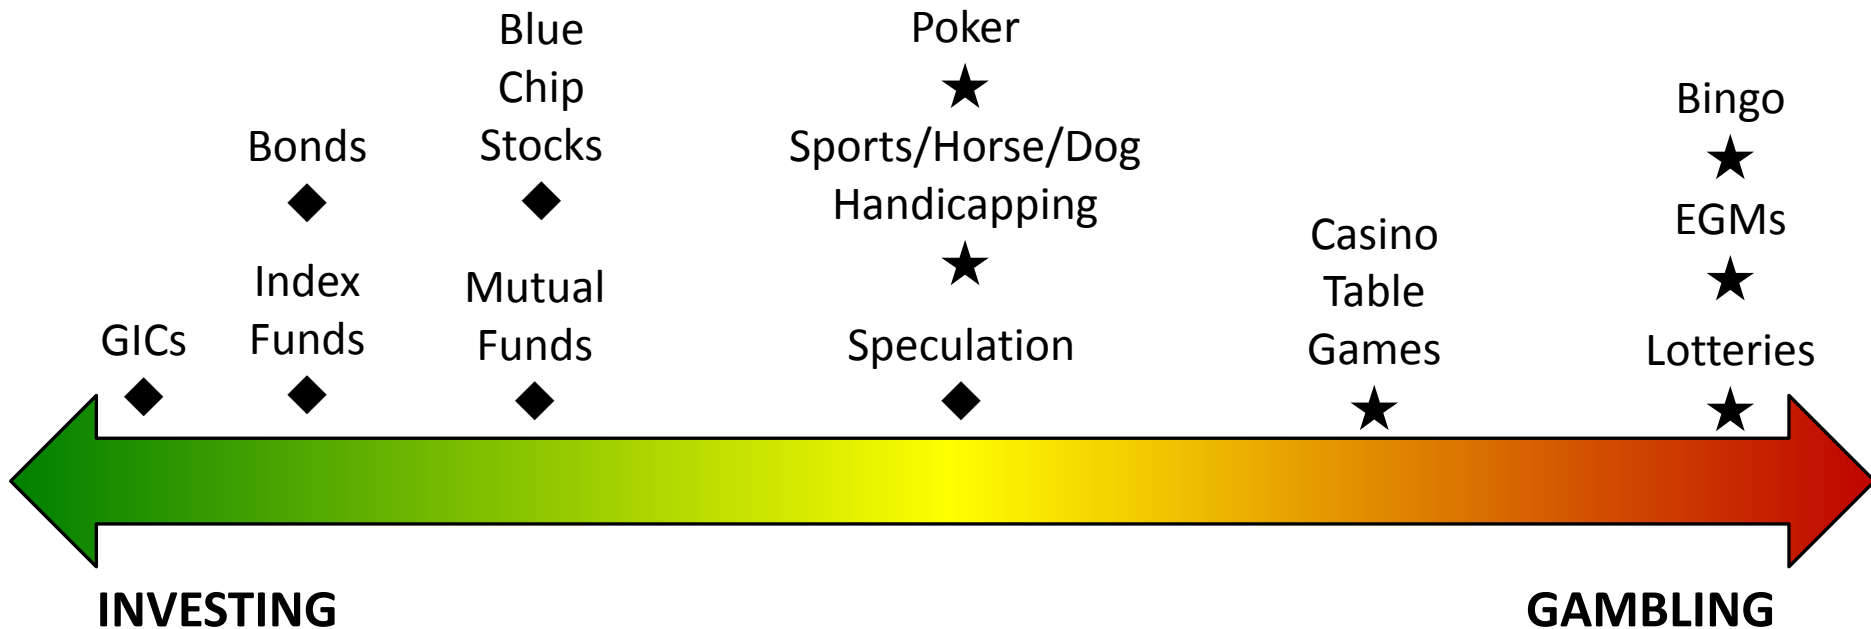 Blue
Chip
Stocks
Poker
Bonds
Sports/Horse/Dog
Handicapping
Bingo
EGMs
GICs
Index
Funds
Mutual
Funds
Speculation
Casino
Table
Games
Lotteries
INVESTING
GAMBLING